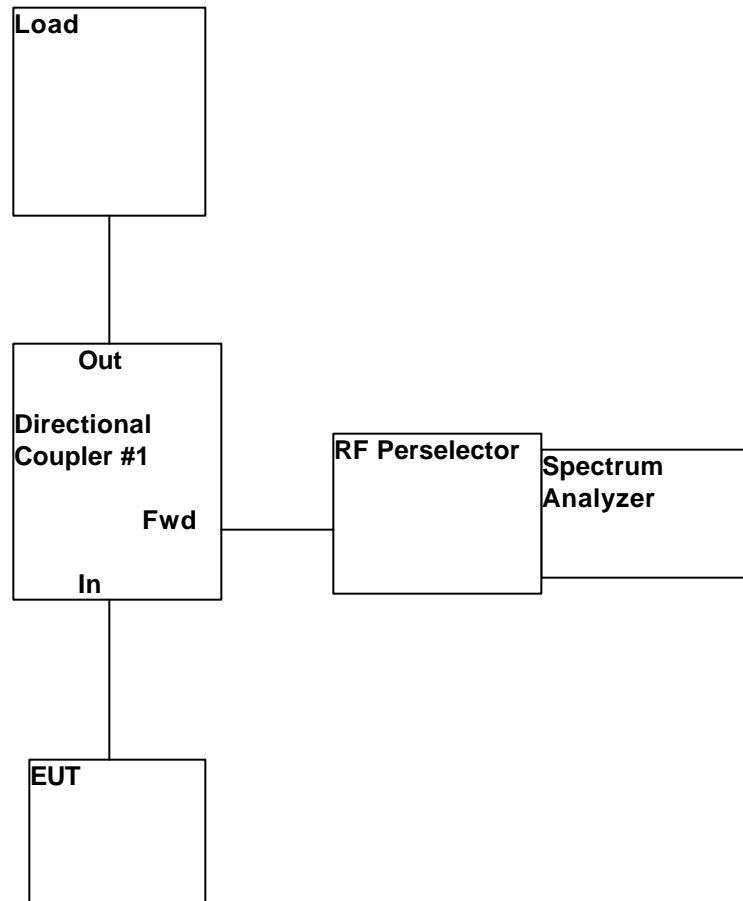 Load
Out
Directional
Coupler #1
Fwd
In
RF Perselector
Spectrum
Analyzer
EUT